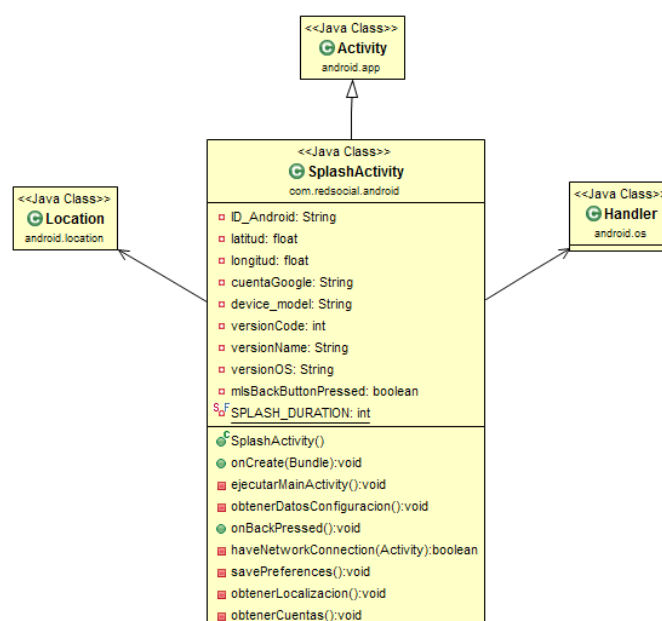 <<Java Class>>
Activity
android.app
<<Java Class>>
SplashActivity
com.redsocial.android
<<Java Class>>
Location
android.location
<<Java Class>>
Handler
android.os
ID_Android: String
latitud: float
longitud: float
cuentaGoogle: String
device_model: String
versionCode: int
versionName: String
versionOS: String
mIsBackButtonPressed: boolean
SPLASH_DURATION: int
SplashActivity()
onCreate(Bundle):void
ejecutarMainActivity():void
obtenerDatosConfiguracion():void
onBackPressed():void
haveNetworkConnection(Activity):boolean
savePreferences():void
obtenerLocalizacion():void
obtenerCuentas():void